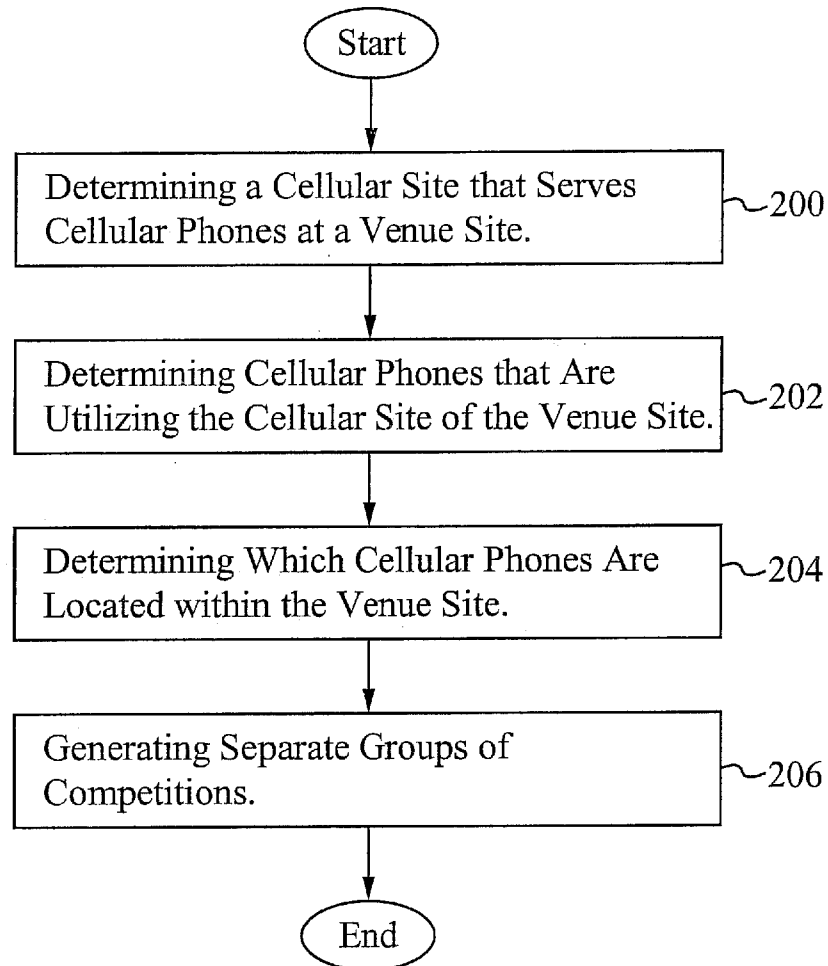 Start
Determining a Cellular Site that Serves
Cellular Phones at a Venue Site.
200
Determining Cellular Phones that Are
Utilizing the Cellular Site of the Venue Site.
202
Determining Which Cellular Phones Are
Located within the Venue Site.
204
Generating Separate Groups of
Competitions.
206
End